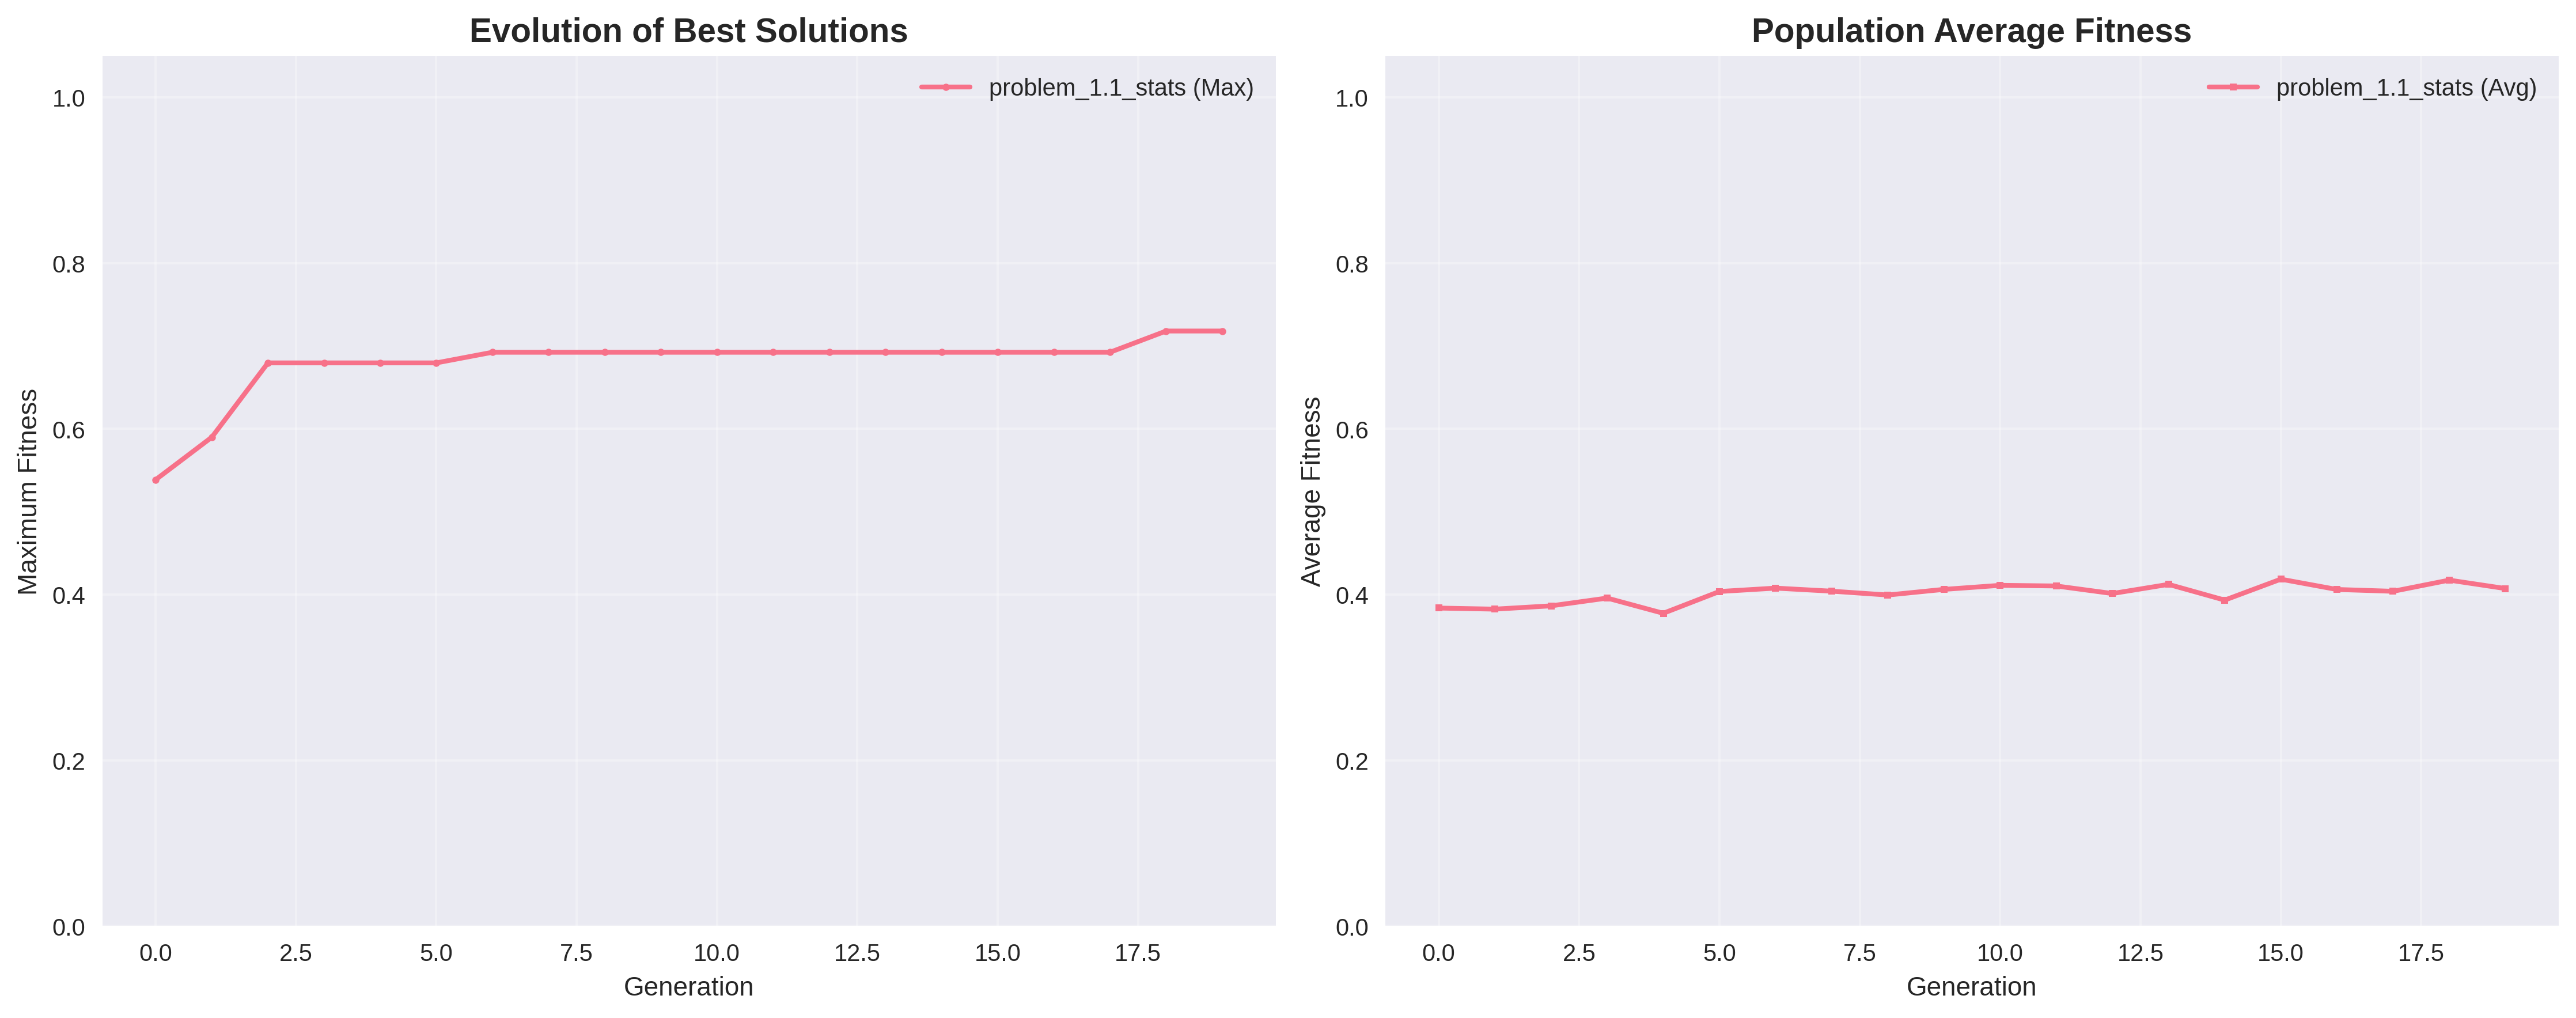 Evolution of Best Solutions
problem_1.1_stats (Max)
1.0
0.8
0.6
0.4
0.2
0.0
Maximum Fitness
0.0 2.5 5.0 7.5 10.0 12.5 15.0 17.5
Generation
Population Average Fitness
problem_1.1_stats (Avg)
1.0
0.8
0.6
0.4
0.2
0.0
Average Fitness
0.0 2.5 5.0 7.5 10.0 12.5 15.0 17.5
Generation